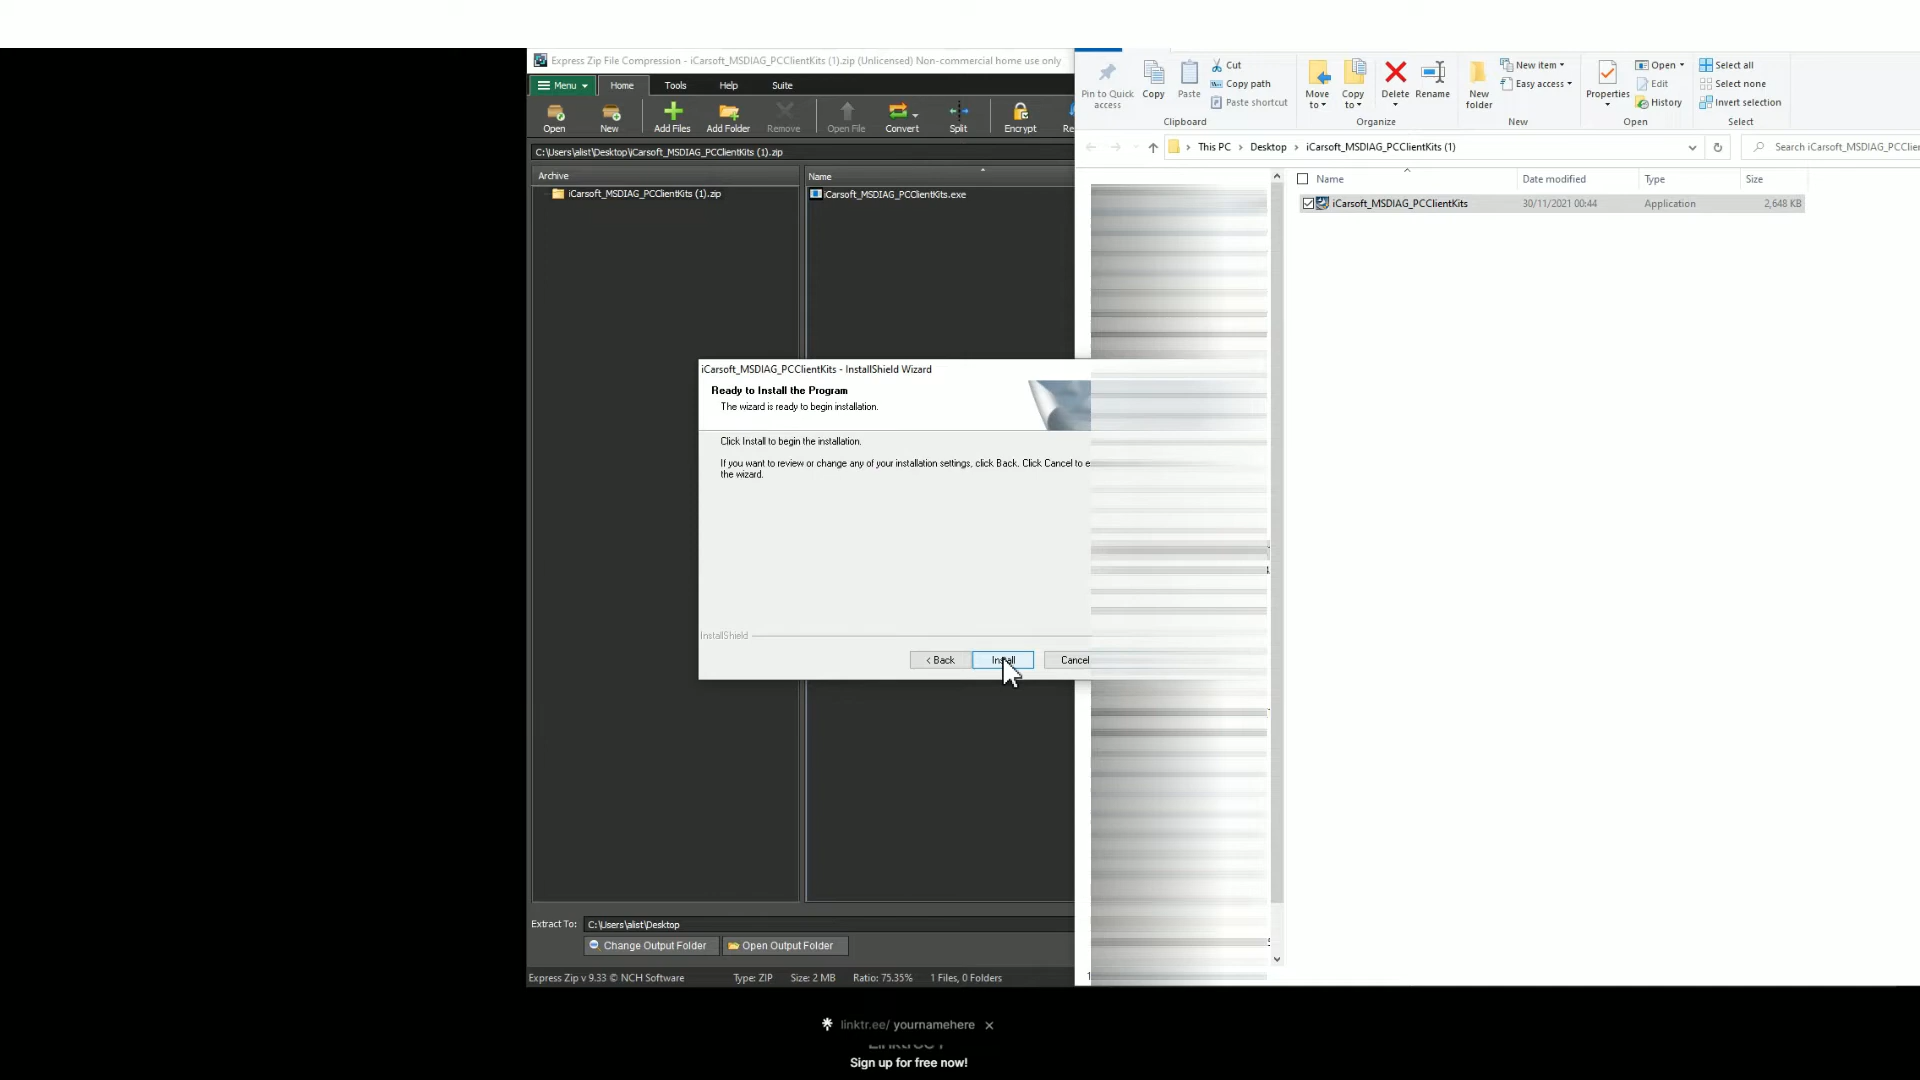 Express Zip File Compression - iCarsoft_MSDIAG_PCClientKits (1).zip (Unlicensed) Non-commercial home use only
Menu Home Tools Help Suite
Open New Add Files Add Folder Remove Open File Convert Split Encrypt
C:\Users\alist\Desktop\iCarsoft_MSDIAG_PCClientKits (1).zip
Archive
iCarsoft_MSDIAG_PCClientKits (1).zip
Name
iCarsoft_MSDIAG_PCClientKits.exe
Pin to Quick access
Copy
Paste
Cut
Copy path
Paste shortcut
Clipboard
Move to
Copy to
Delete
Rename
Organize
New folder
New item
Easy access
New
Properties
Open
Edit
History
Open
Select all
Select none
Invert selection
Select
This PC Desktop iCarsoft_MSDIAG_PCClientKits (1)
Search iCarsoft_MSDIAG_PCClie
Name Date modified Type Size
iCarsoft_MSDIAG_PCClientKits 30/11/2021 00:44 Application 2,648 KB
iCarsoft_MSDIAG_PCClientKits - InstallShield Wizard
Ready to Install the Program
The wizard is ready to begin installation.
Click Install to begin the installation.
If you want to review or change any of your installation settings, click Back. Click Cancel to e
the wizard.
InstallShield
< Back Install Cancel
Extract To: C:\Users\alist\Desktop
Change Output Folder Open Output Folder
Express Zip v 9.33 © NCH Software Type: ZIP Size: 2 MB Ratio: 75.35% 1 Files, 0 Folders
linktr.ee/ yournamehere ×
Sign up for free now!